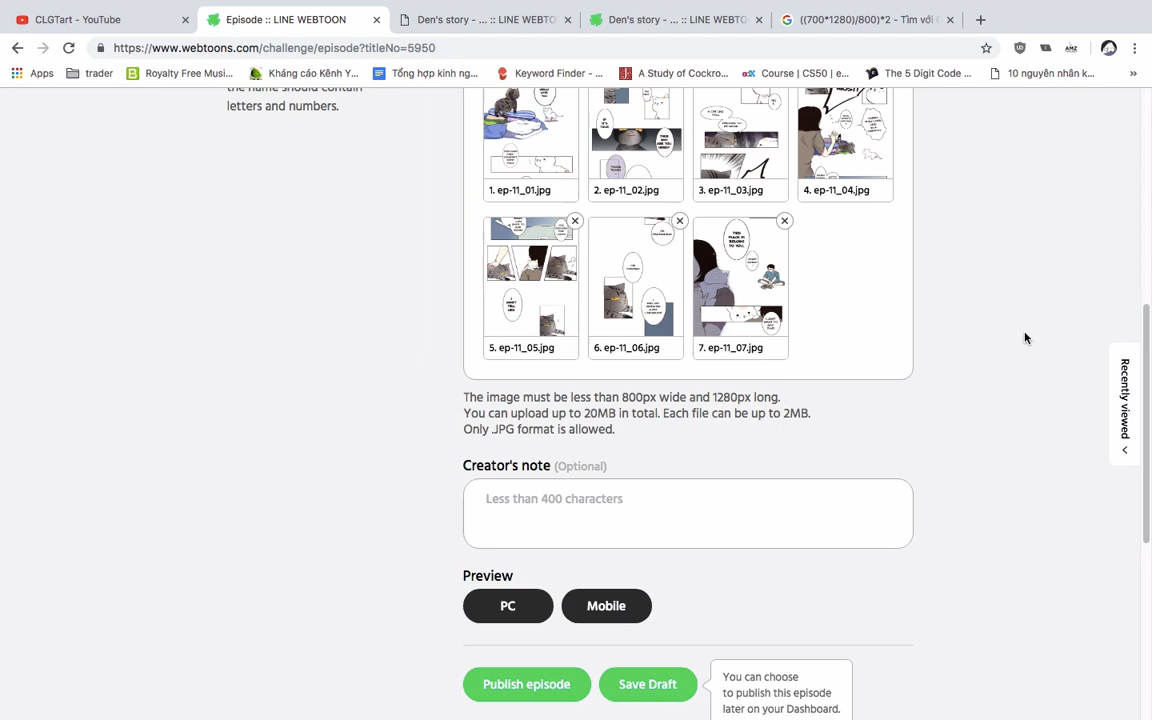 CLGTart - YouTube
Episode :: LINE WEBTOON
Den's story - ... :: LINE WEBTO
Den's story - ... :: LINE WEBTO
((700*1280)/800)*2 - Tìm với
https://www.webtoons.com/challenge/episode?titleNo=5950
Apps
trader
Royalty Free Musi...
Kháng cáo Kênh Y...
Tổng hợp kinh ng...
Keyword Finder - ...
A Study of Cockro...
Course | CS50 | e...
The 5 Digit Code ...
10 nguyên nhân k...
the name should contain
letters and numbers.
1. ep-11_01.jpg
2. ep-11_02.jpg
3. ep-11_03.jpg
4. ep-11_04.jpg
THIS
PLACE IS
BELONG
TO YOU.
5. ep-11_05.jpg
6. ep-11_06.jpg
7. ep-11_07.jpg
The image must be less than 800px wide and 1280px long.
You can upload up to 20MB in total. Each file can be up to 2MB.
Only .JPG format is allowed.
Recently viewed
Creator's note (Optional)
Less than 400 characters
Preview
PC
Mobile
Publish episode
Save Draft
You can choose
to publish this episode
later on your Dashboard.